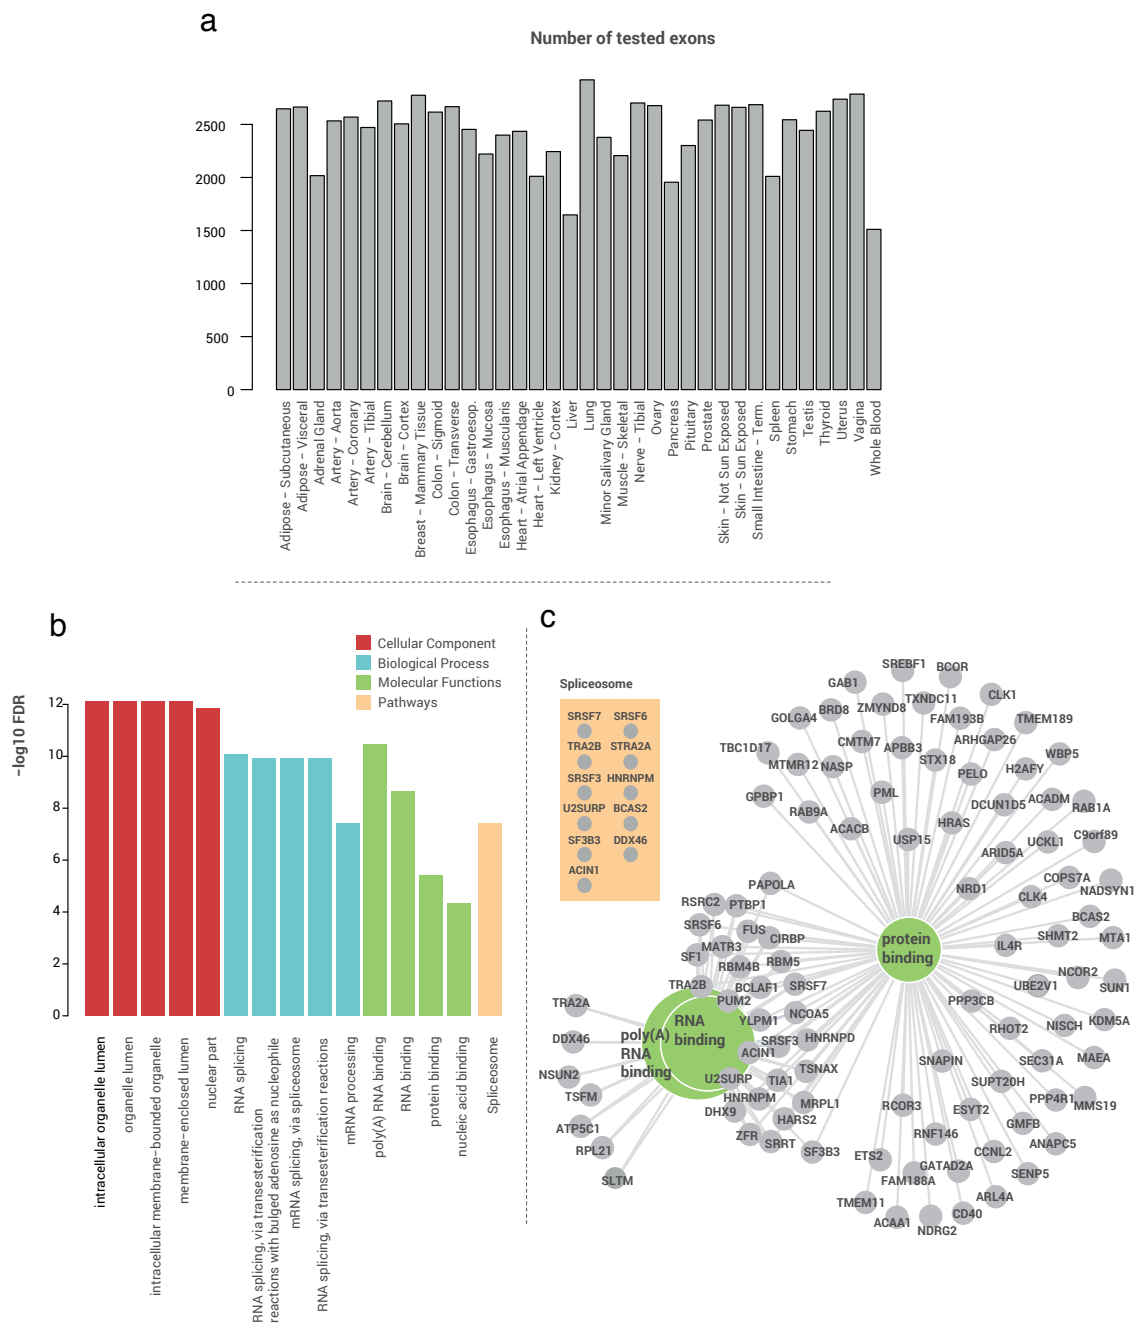 a
Number of tested exons
2500
2000
1500
1000
500
0
Adipose – Subcutaneous
Adipose – Visceral
Adrenal Gland
Artery – Aorta
Artery – Coronary
Artery – Tibial
Brain – Cerebellum
Brain – Cortex
Breast – Mammary Tissue
Colon – Sigmoid
Colon – Transverse
Esophagus – Gastroesop.
Esophagus – Mucosa
Esophagus – Muscularis
Heart – Atrial Appendage
Heart – Left Ventricle
Kidney – Cortex
Liver
Lung
Minor Salivary Gland
Muscle – Skeletal
Nerve – Tibial
Ovary
Pancreas
Pituitary
Prostate
Skin – Not Sun Exposed
Skin – Sun Exposed
Small Intestine – Term.
Spleen
Stomach
Testis
Thyroid
Uterus
Vagina
Whole Blood
b
Cellular Component
Biological Process
Molecular Functions
Pathways
–log10 FDR
12
10
8
6
4
2
0
intracellular organelle lumen
organelle lumen
intracellular membrane–bounded organelle
membrane–enclosed lumen
nuclear part
RNA splicing
RNA splicing, via transesterification
reactions with bulged adenosine as nucleophile
mRNA splicing, via spliceosome
RNA splicing, via transesterification reactions
mRNA processing
poly(A) RNA binding
RNA binding
protein binding
nucleic acid binding
Spliceosome
c
Spliceosome
SRSF7 SRSF6
TRA2B STRA2A
SRSF3 HNRNPM
U2SURP BCAS2
SF3B3 DDX46
ACIN1
SREBF1
BCOR
GAB1
CLK1
TXNDC11
ZMYND8
BRD8
GOLGA4
FAM193B
TMEM189
TBC1D17
CMTM7
APBB3
ARHGAP26
WBP5
MTMR12
NASP
STX18
PELO
H2AFY
GPBP1
RAB9A
PML
DCUN1D5
ACADM
RAB1A
ACACB
USP15
HRAS
ARID5A
UCKL1
C9orf89
PAPOLA
NRD1
CLK4
COPS7A
NADSYN1
RSRC2
PTBP1
BCAS2
SRSF6
FUS
CIRBP
protein
binding
IL4R
SHMT2
MTA1
MATR3
SF1
RBM4B
RBM5
NCOR2
SUN1
TRA2B
BCLAF1
SRSF7
UBE2V1
TRA2A
PUM2
PPP3CB
YLPM1
NCOA5
RHOT2
NISCH
KDM5A
DDX46
poly(A)
RNA
binding
RNA
binding
ACIN1
SRSF3
HNRNPD
SNAPIN
SEC31A
MAEA
NSUN2
U2SURP
TIA1
TSNAX
SUPT20H
TSFM
HNRNPM
MRPL1
RCOR3
ESYT2
PPP4R1
MMS19
DHX9
HARS2
GMFB
ATP5C1
ZFR
SRRT
RNF146
ANAPC5
RPL21
SF3B3
ETS2
CCNL2
SLTM
FAM188A
GATAD2A
SENP5
TMEM11
ARL4A
ACAA1
NDRG2
CD40